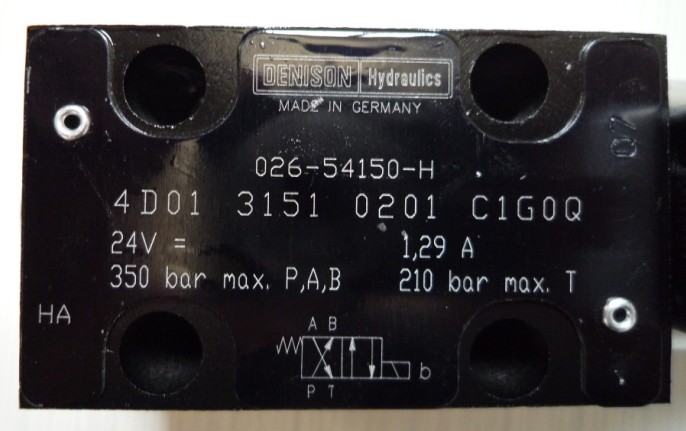 DENISON Hydraulics
MADE IN GERMANY
07
026-54150-H
4D01 3151 0201 C1G0Q
24V = 1,29 A
350 bar max. P,A,B 210 bar max. T
HA
A B
b
P T